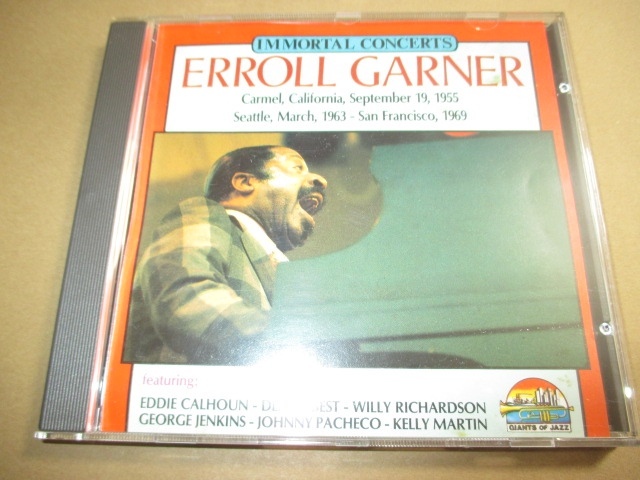 IMMORTAL CONCERTS
ERROLL GARNER
Carmel, California, September 19, 1955
Seattle, March, 1963 - San Francisco, 1969
featuring:
EDDIE CALHOUN - BEST - WILLY RICHARDSON
GEORGE JENKINS - JOHNNY PACHECO - KELLY MARTIN
GIANTS OF JAZZ